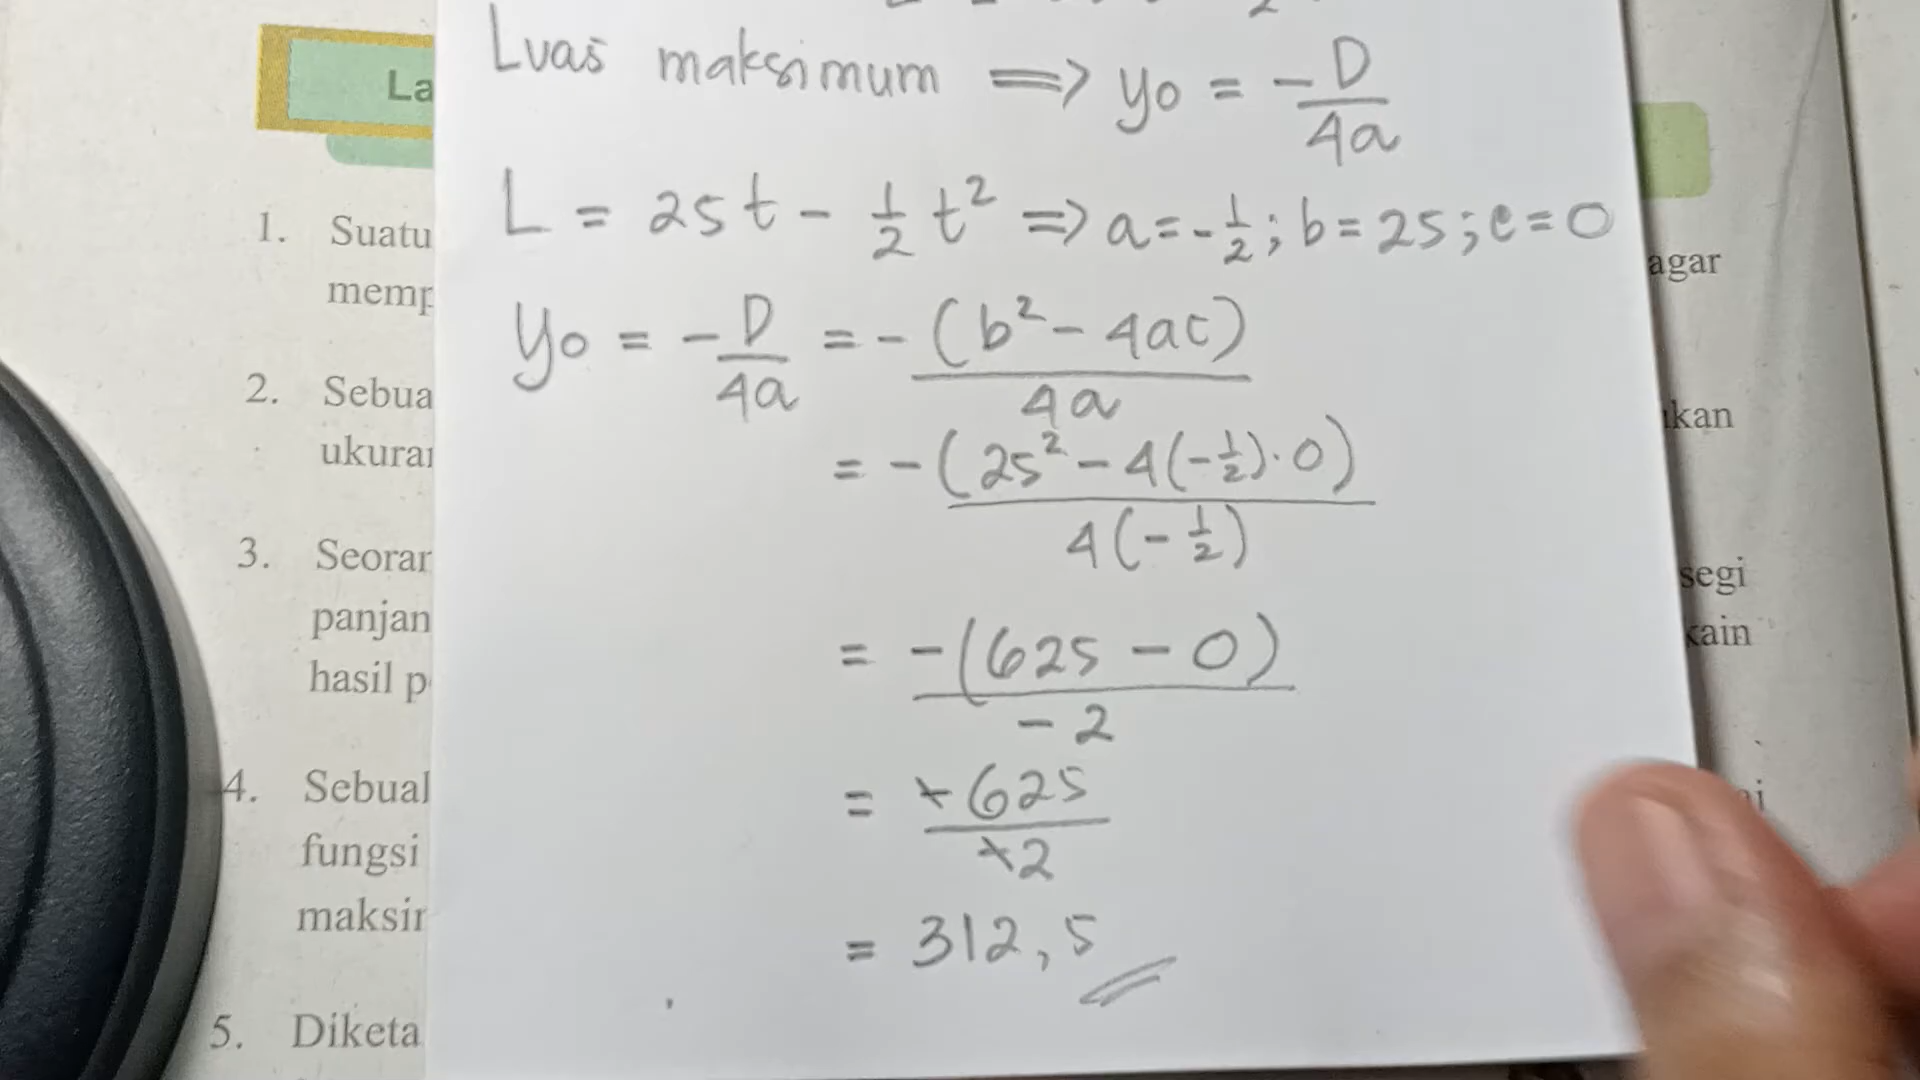 Luas maksimum => yo = -D/4a
La
L = 25t - 1/2 t² => a = -1/2 ; b = 25 ; c = 0
1. Suatu
agar
yo = -D/4a = -(b² - 4ac)/4a
2. Sebua
kan
= -(25² - 4(-1/2)·0)/4(-1/2)
3. Seorar
segi
panjan
kain
= -(625 - 0)/-2
hasil p
4. Sebual
= +625/+2
fungsi
maksir
= 312,5
5. Diketa